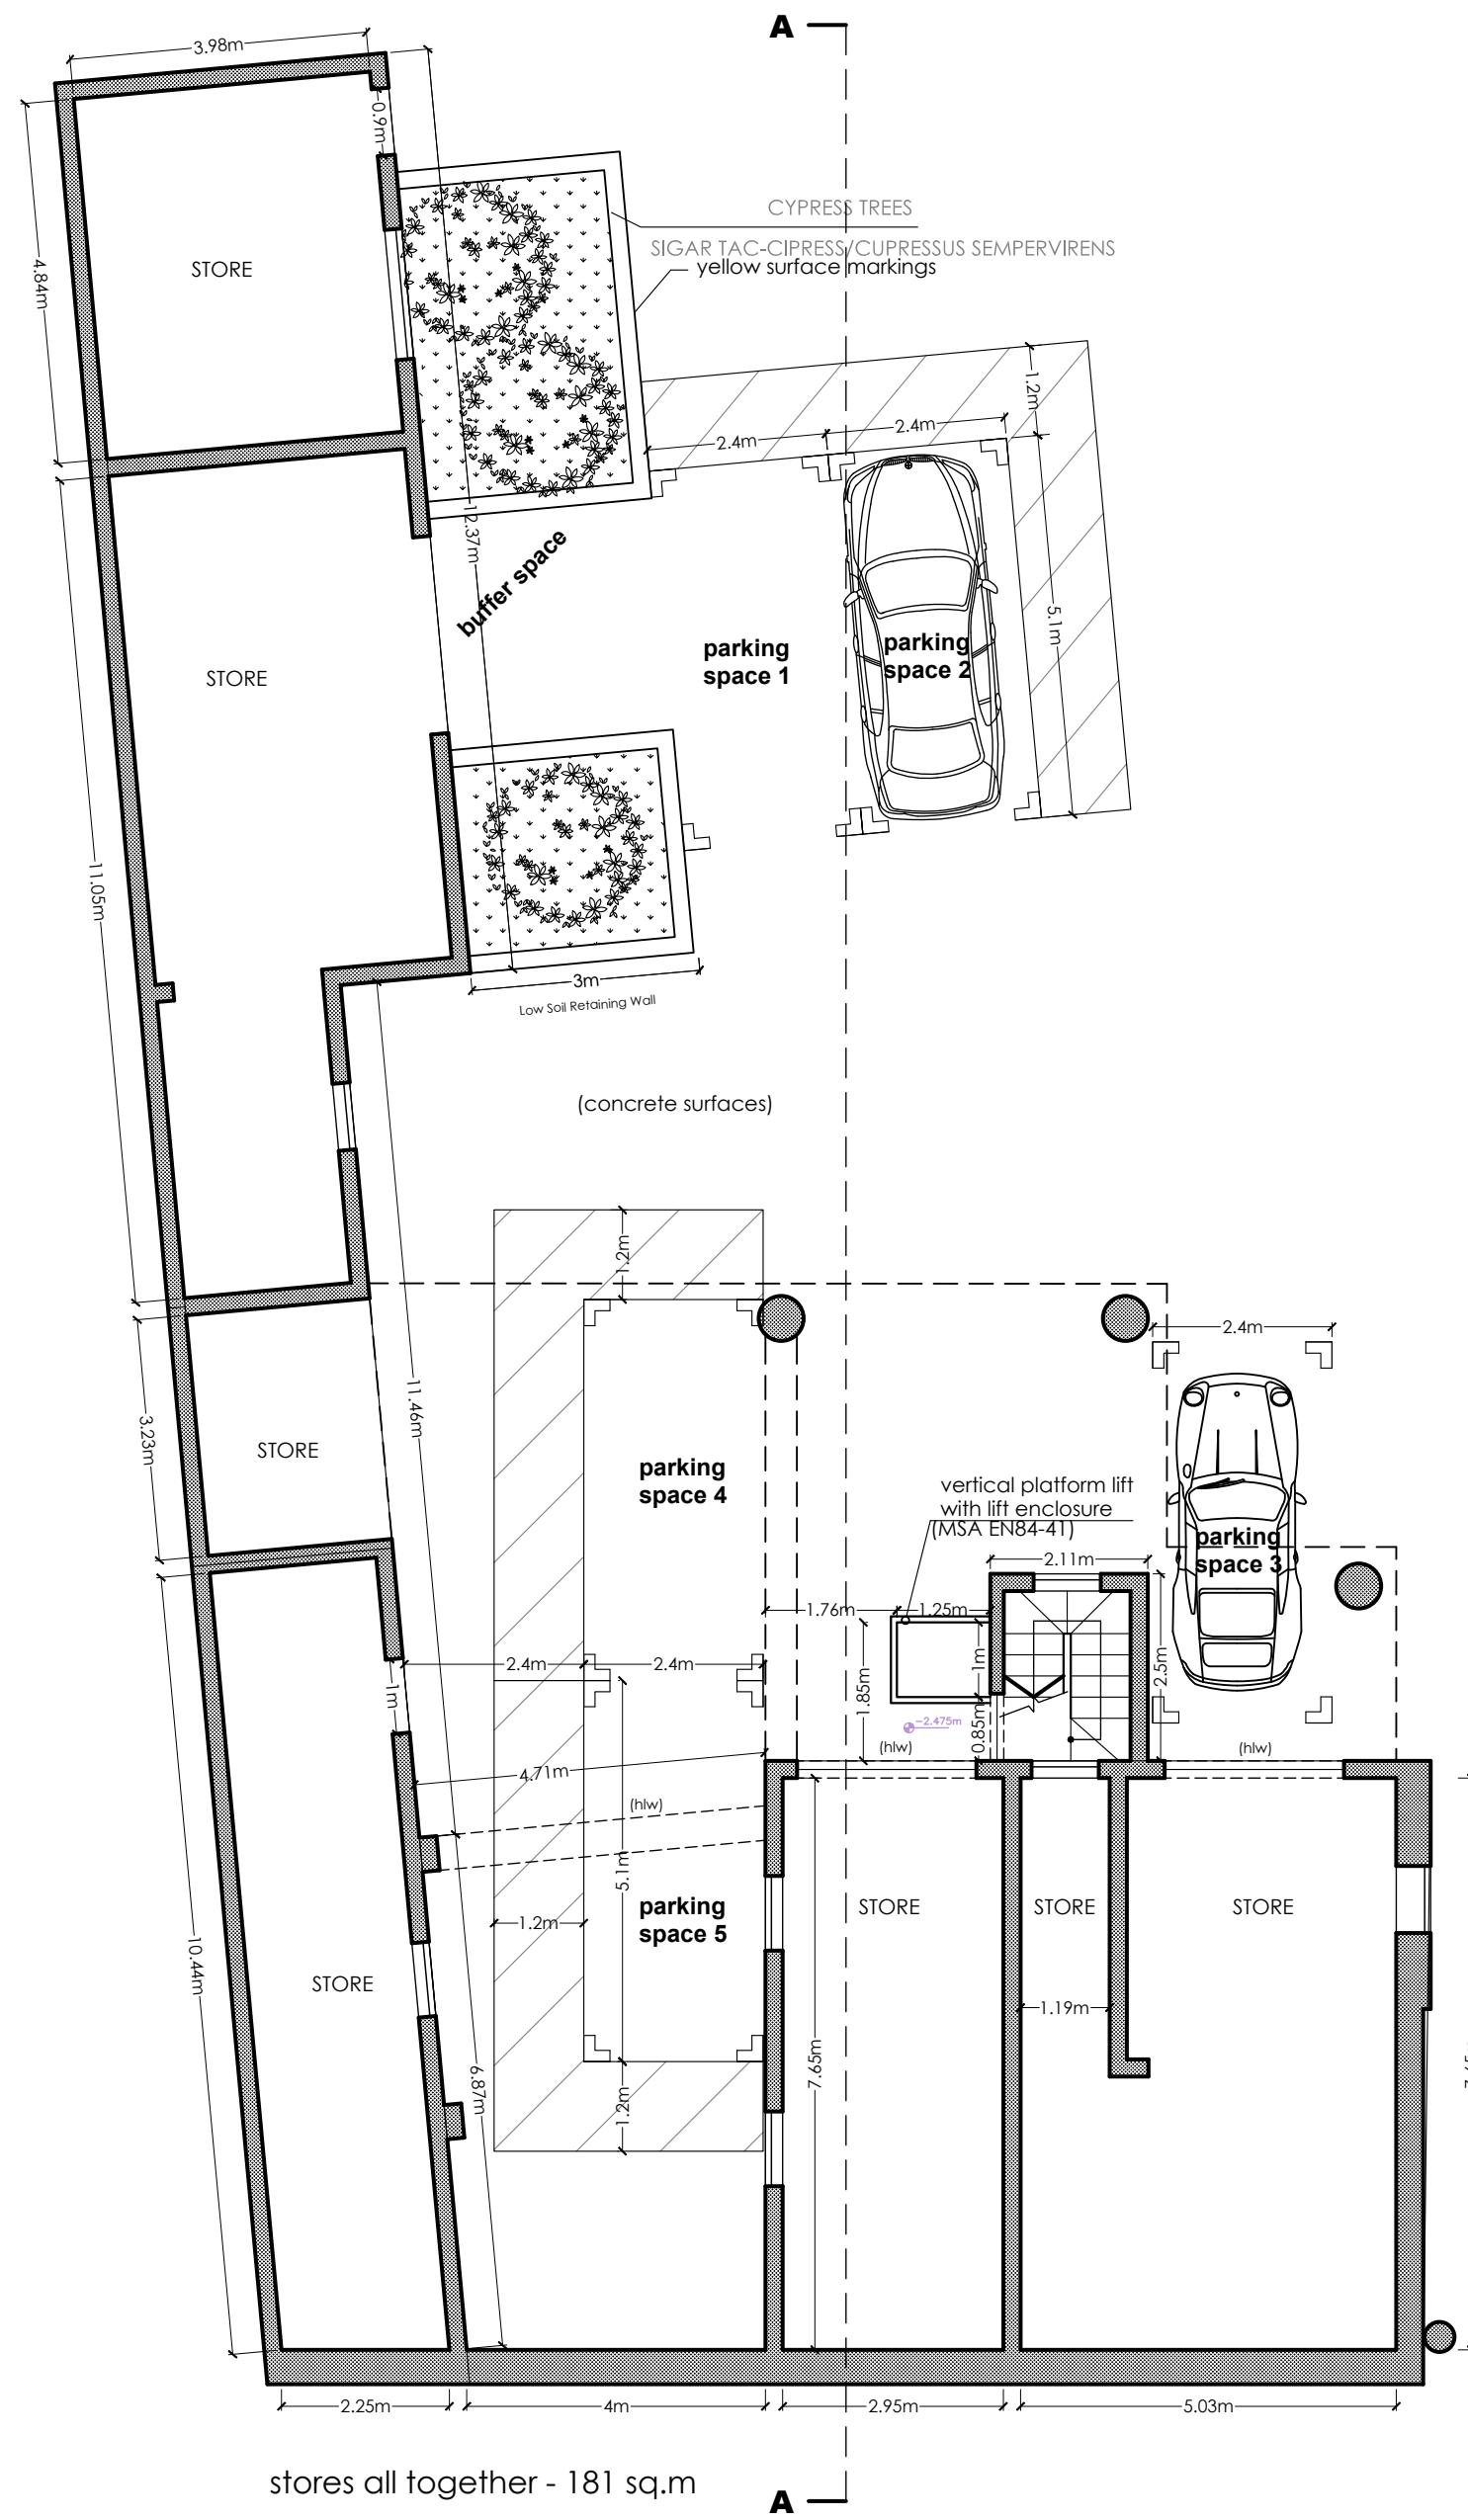 A
3.98m
0.9m
4.84m
STORE
CYPRESS TREES
SIGAR TAC-CIPRESS/CUPRESSUS SEMPERVIRENS
yellow surface markings
1.2m
2.4m
2.4m
12.37m
buffer space
5.1m
parking
space 1
parking
space 2
STORE
11.05m
3m
Low Soil Retaining Wall
(concrete surfaces)
1.2m
2.4m
11.46m
3.23m
STORE
parking
space 4
vertical platform lift
with lift enclosure
(MSA EN84-41)
parking
space 3
2.11m
1.76m
1.25m
2.4m
2.4m
1m
1.85m
1m
2.5m
0.85m
-2.475m
(hlw)
(hlw)
4.71m
(hlw)
5.1m
parking
space 5
1.2m
STORE
STORE
STORE
10.44m
STORE
1.19m
7.65m
6.87m
1.2m
2.25m
4m
2.95m
5.03m
stores all together - 181 sq.m
A